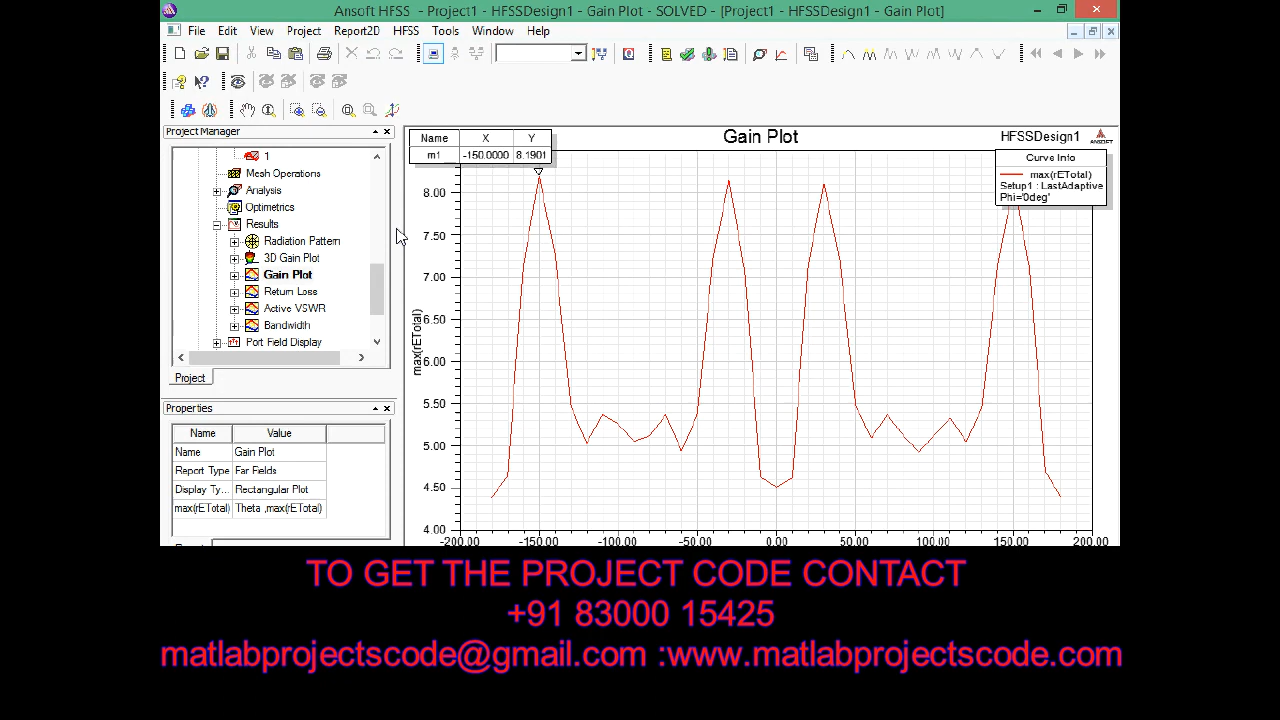 Ansoft HFSS - Project1 - HFSSDesign1 - Gain Plot - SOLVED - [Project1 - HFSSDesign1 - Gain Plot]
File Edit View Project Report2D HFSS Tools Window Help
Project Manager
1
Mesh Operations
Analysis
Optimetrics
Results
Radiation Pattern
3D Gain Plot
Gain Plot
Return Loss
Active VSWR
Bandwidth
Port Field Display
Project
Properties
Name Value
Name Gain Plot
Report Type Far Fields
Display Ty... Rectangular Plot
max(rETotal) Theta ,max(rETotal)
Name X Y
m1 -150.0000 8.1901
Gain Plot
HFSSDesign1
ANSOFT
Curve Info
max(rETotal)
Setup1 : LastAdaptive
Phi='0deg'
8.00
7.50
7.00
6.50
6.00
5.50
5.00
4.50
4.00
max(rETotal)
-200.00 -150.00 -100.00 -50.00 0.00 50.00 100.00 150.00 200.00
TO GET THE PROJECT CODE CONTACT
+91 83000 15425
matlabprojectscode@gmail.com :www.matlabprojectscode.com